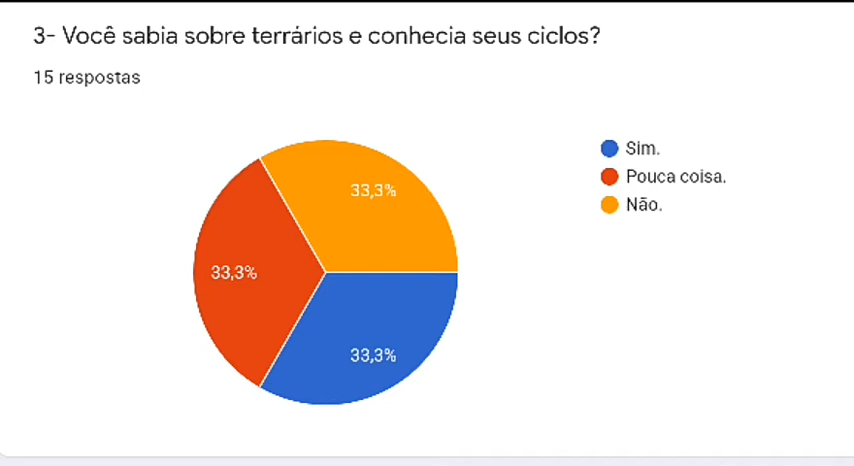 3- Você sabia sobre terrários e conhecia seus ciclos?
15 respostas
Sim.
Pouca coisa.
Não.
33,3%
33,3%
33,3%